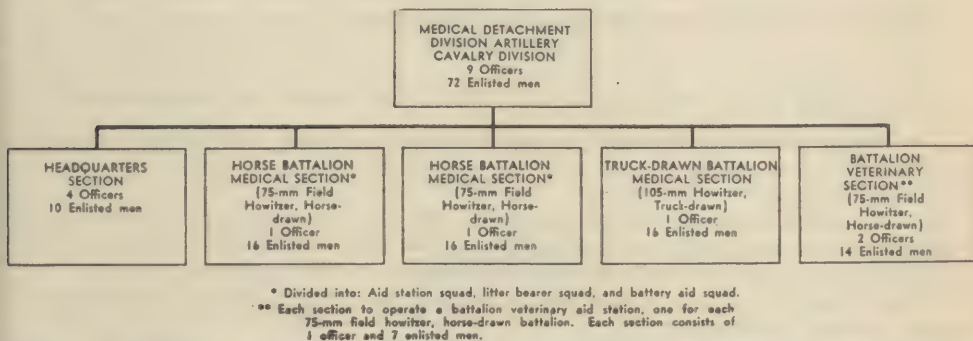 MEDICAL DETACHMENT
DIVISION ARTILLERY
CAVALRY DIVISION
9 Officers
72 Enlisted men
HEADQUARTERS
SECTION
4 Officers
10 Enlisted men
HORSE BATTALION
MEDICAL SECTION*
(75-mm Field
Howitzer, Horse-
drawn)
1 Officer
16 Enlisted men
HORSE BATTALION
MEDICAL SECTION*
(75-mm Field
Howitzer, Horse-
drawn)
1 Officer
16 Enlisted men
TRUCK-DRAWN BATTALION
MEDICAL SECTION
(105-mm Howitzer,
Truck-drawn)
1 Officer
16 Enlisted men
BATTALION
VETERINARY
SECTION**
(75-mm Field
Howitzer,
Horse-drawn)
2 Officers
14 Enlisted men
* Divided into: Aid station squad, litter bearer squad, and battery aid squad.
** Each section to operate a battalion veterinary aid station, one for each
75-mm field howitzer, horse-drawn battalion. Each section consists of
1 officer and 7 enlisted men.